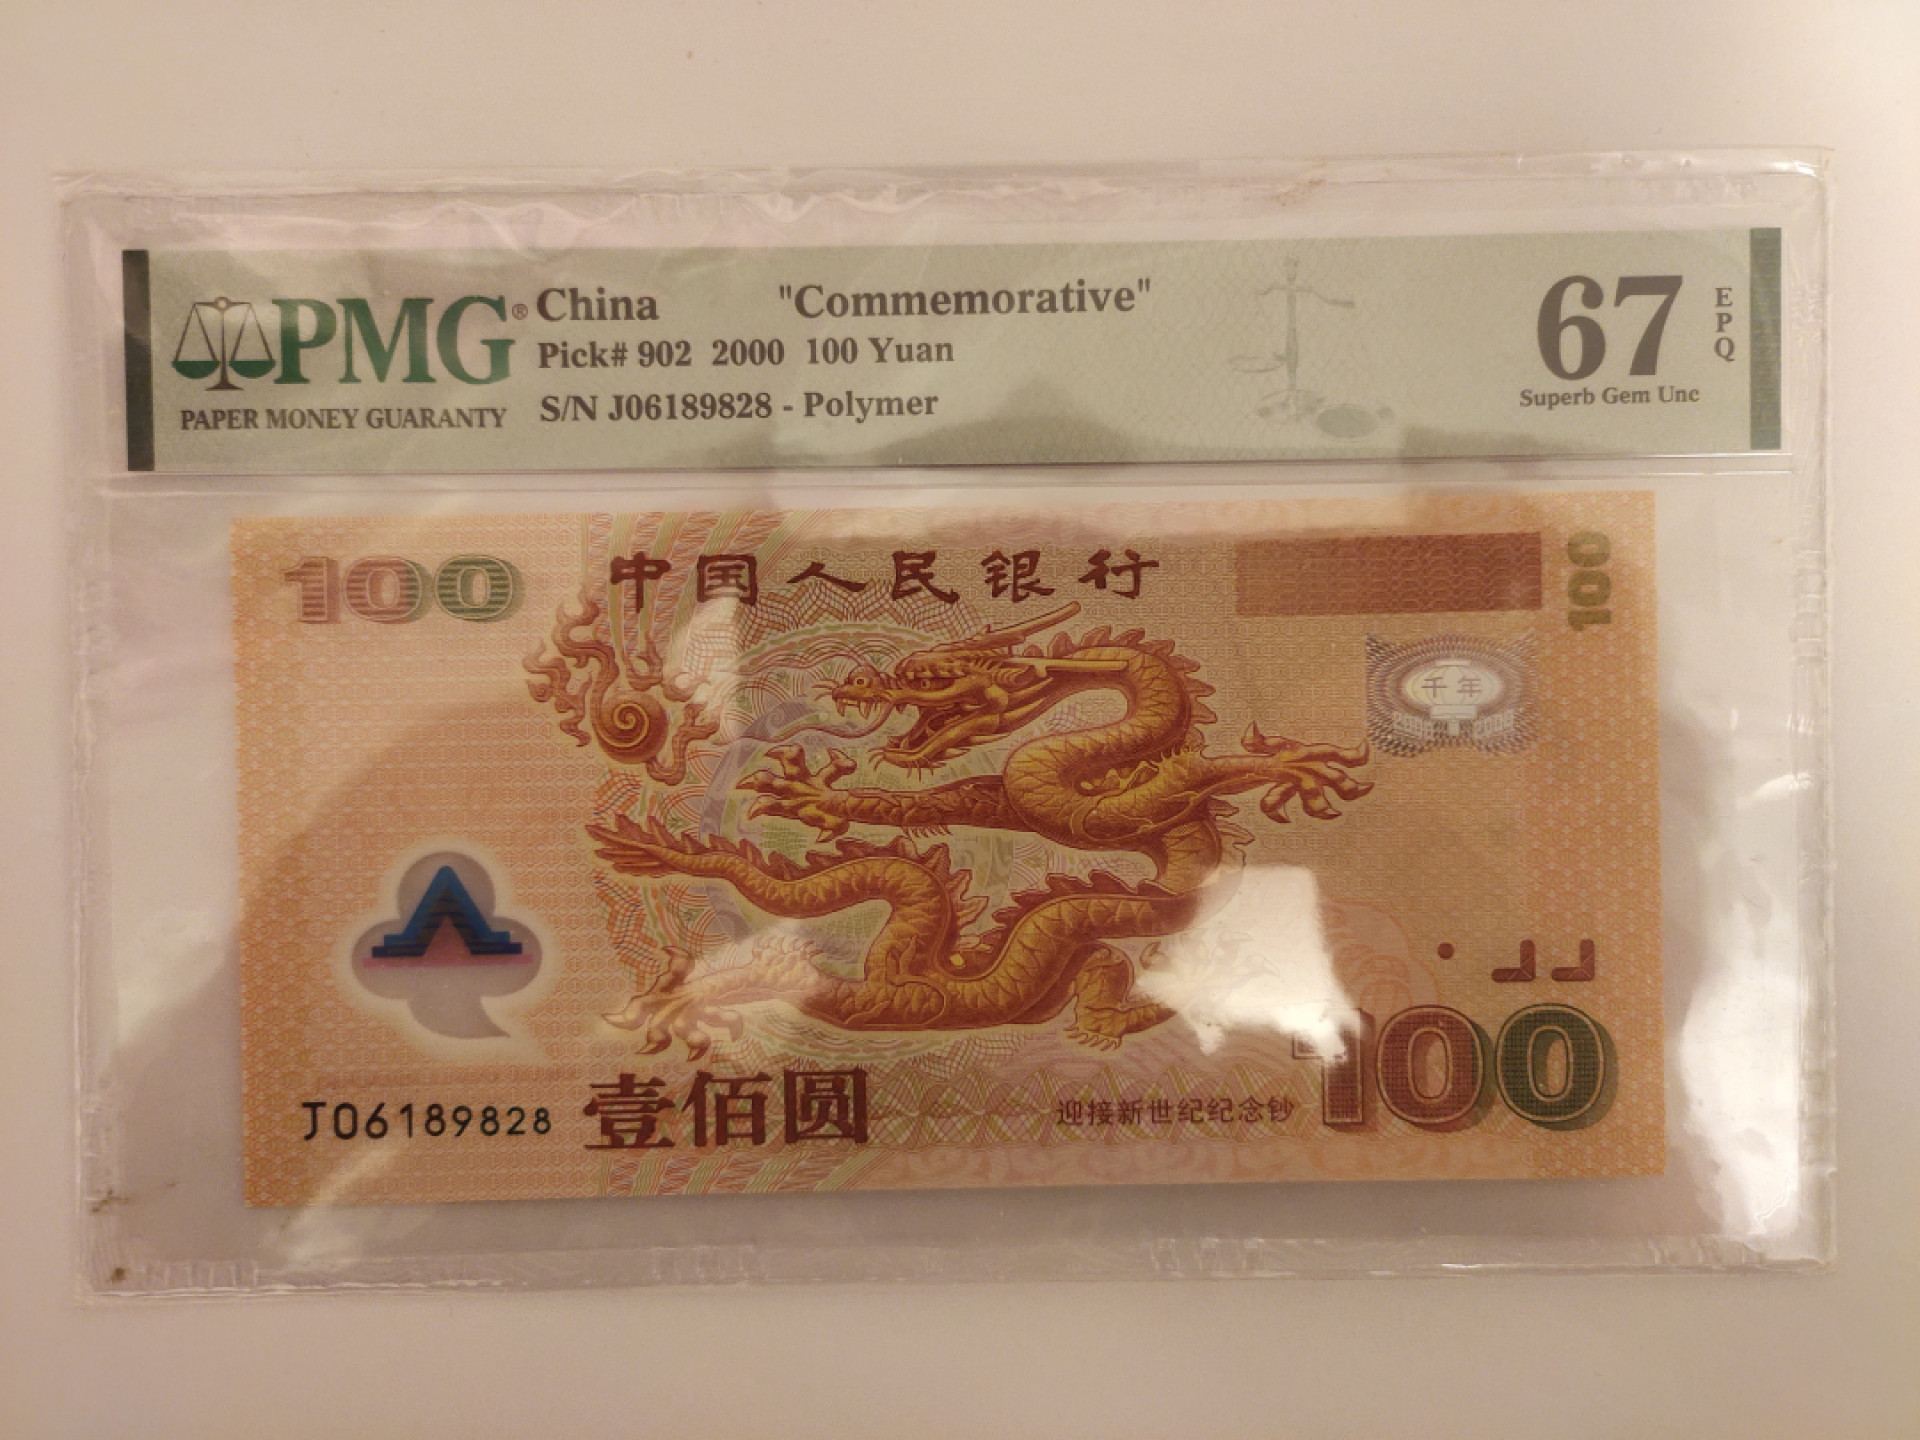 PMG® China "Commemorative"
Pick# 902 2000 100 Yuan
PAPER MONEY GUARANTY S/N J06189828 - Polymer
67
EPQ
Superb Gem Unc
100
中国人民银行
100
千年
J06189828
壹佰圆
迎接新世纪纪念钞
100